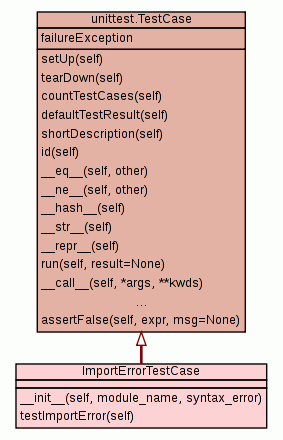 unittest.TestCase
failureException
setUp(self)
tearDown(self)
countTestCases(self)
defaultTestResult(self)
shortDescription(self)
id(self)
__eq__(self, other)
__ne__(self, other)
__hash__(self)
__str__(self)
__repr__(self)
run(self, result=None)
__call__(self, *args, **kwds)
...
assertFalse(self, expr, msg=None)
ImportErrorTestCase
__init__(self, module_name, syntax_error)
testImportError(self)